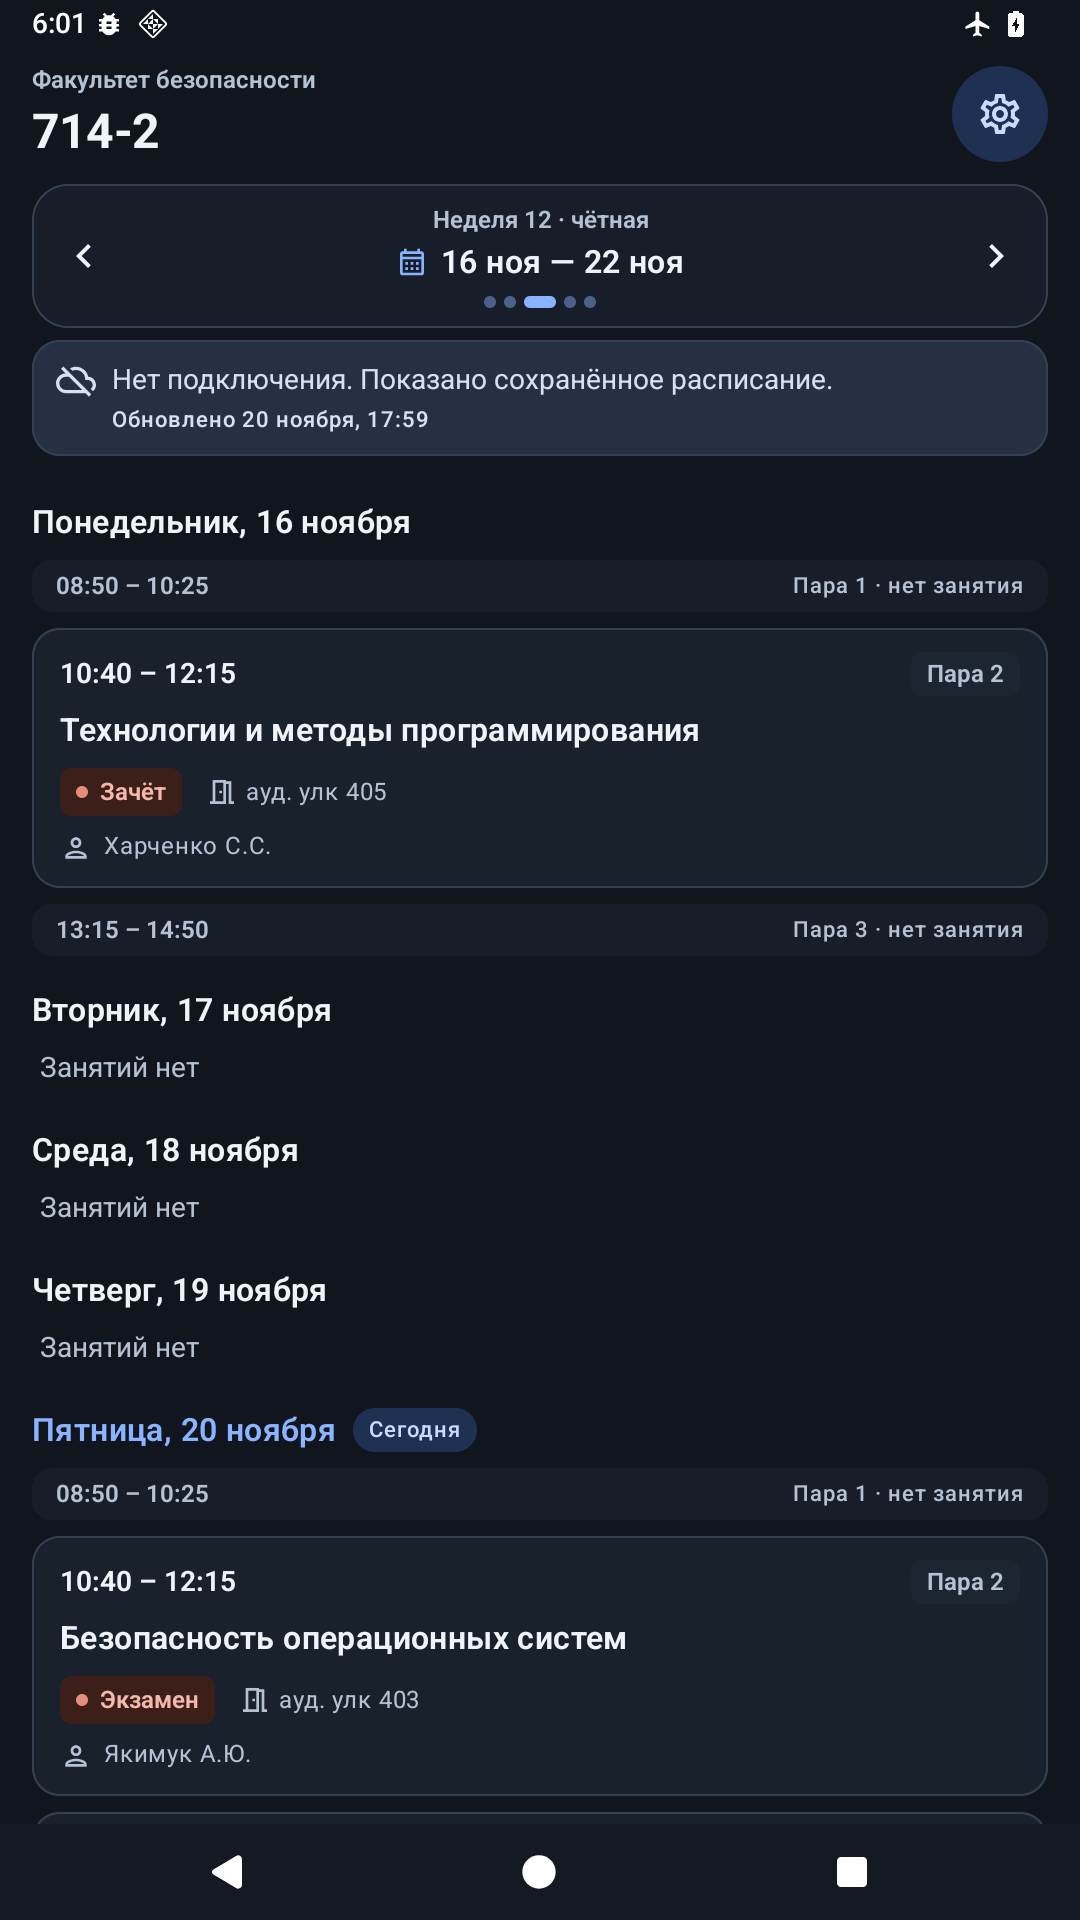 6:01
Факультет безопасности
714-2
Неделя 12 · чётная
16 ноя — 22 ноя
Нет подключения. Показано сохранённое расписание.
Обновлено 20 ноября, 17:59
Понедельник, 16 ноября
08:50 – 10:25 Пара 1 · нет занятия
10:40 – 12:15 Пара 2
Технологии и методы программирования
Зачёт ауд. улк 405
Харченко С.С.
13:15 – 14:50 Пара 3 · нет занятия
Вторник, 17 ноября
Занятий нет
Среда, 18 ноября
Занятий нет
Четверг, 19 ноября
Занятий нет
Пятница, 20 ноября Сегодня
08:50 – 10:25 Пара 1 · нет занятия
10:40 – 12:15 Пара 2
Безопасность операционных систем
Экзамен ауд. улк 403
Якимук А.Ю.